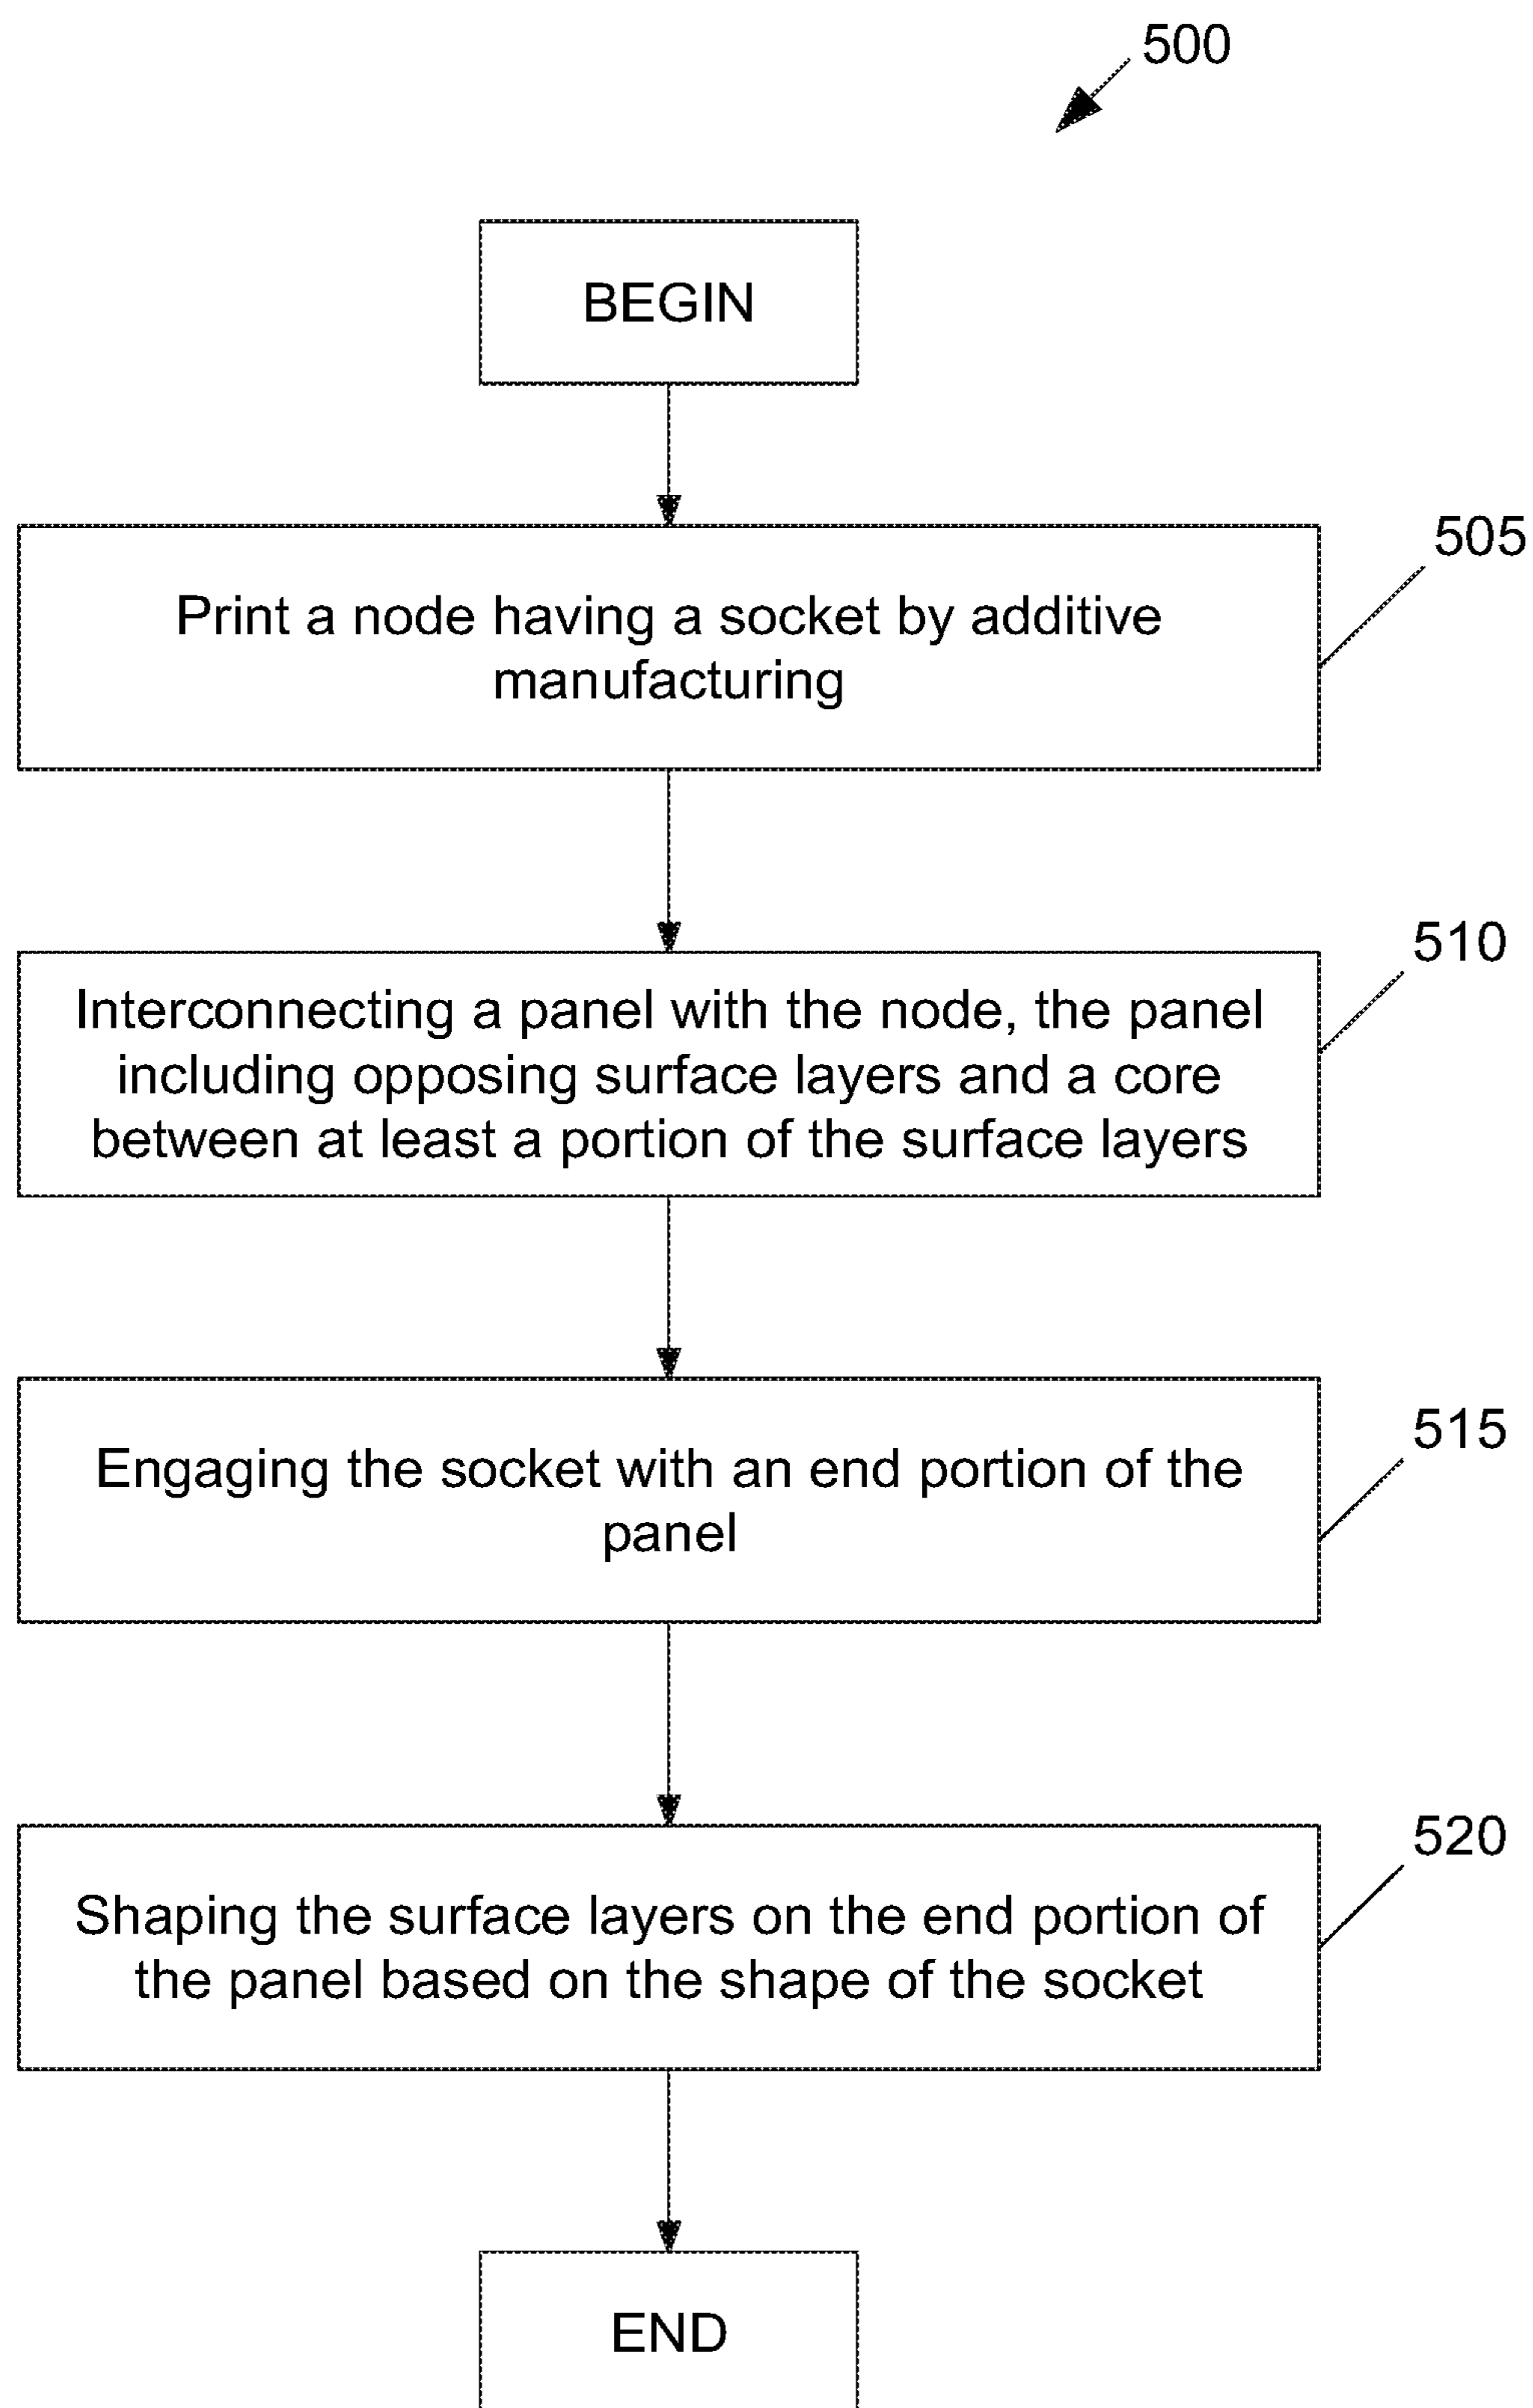 500
BEGIN
505
Print a node having a socket by additive
manufacturing
510
Interconnecting a panel with the node, the panel
including opposing surface layers and a core
between at least a portion of the surface layers
515
Engaging the socket with an end portion of the
panel
520
Shaping the surface layers on the end portion of
the panel based on the shape of the socket
END